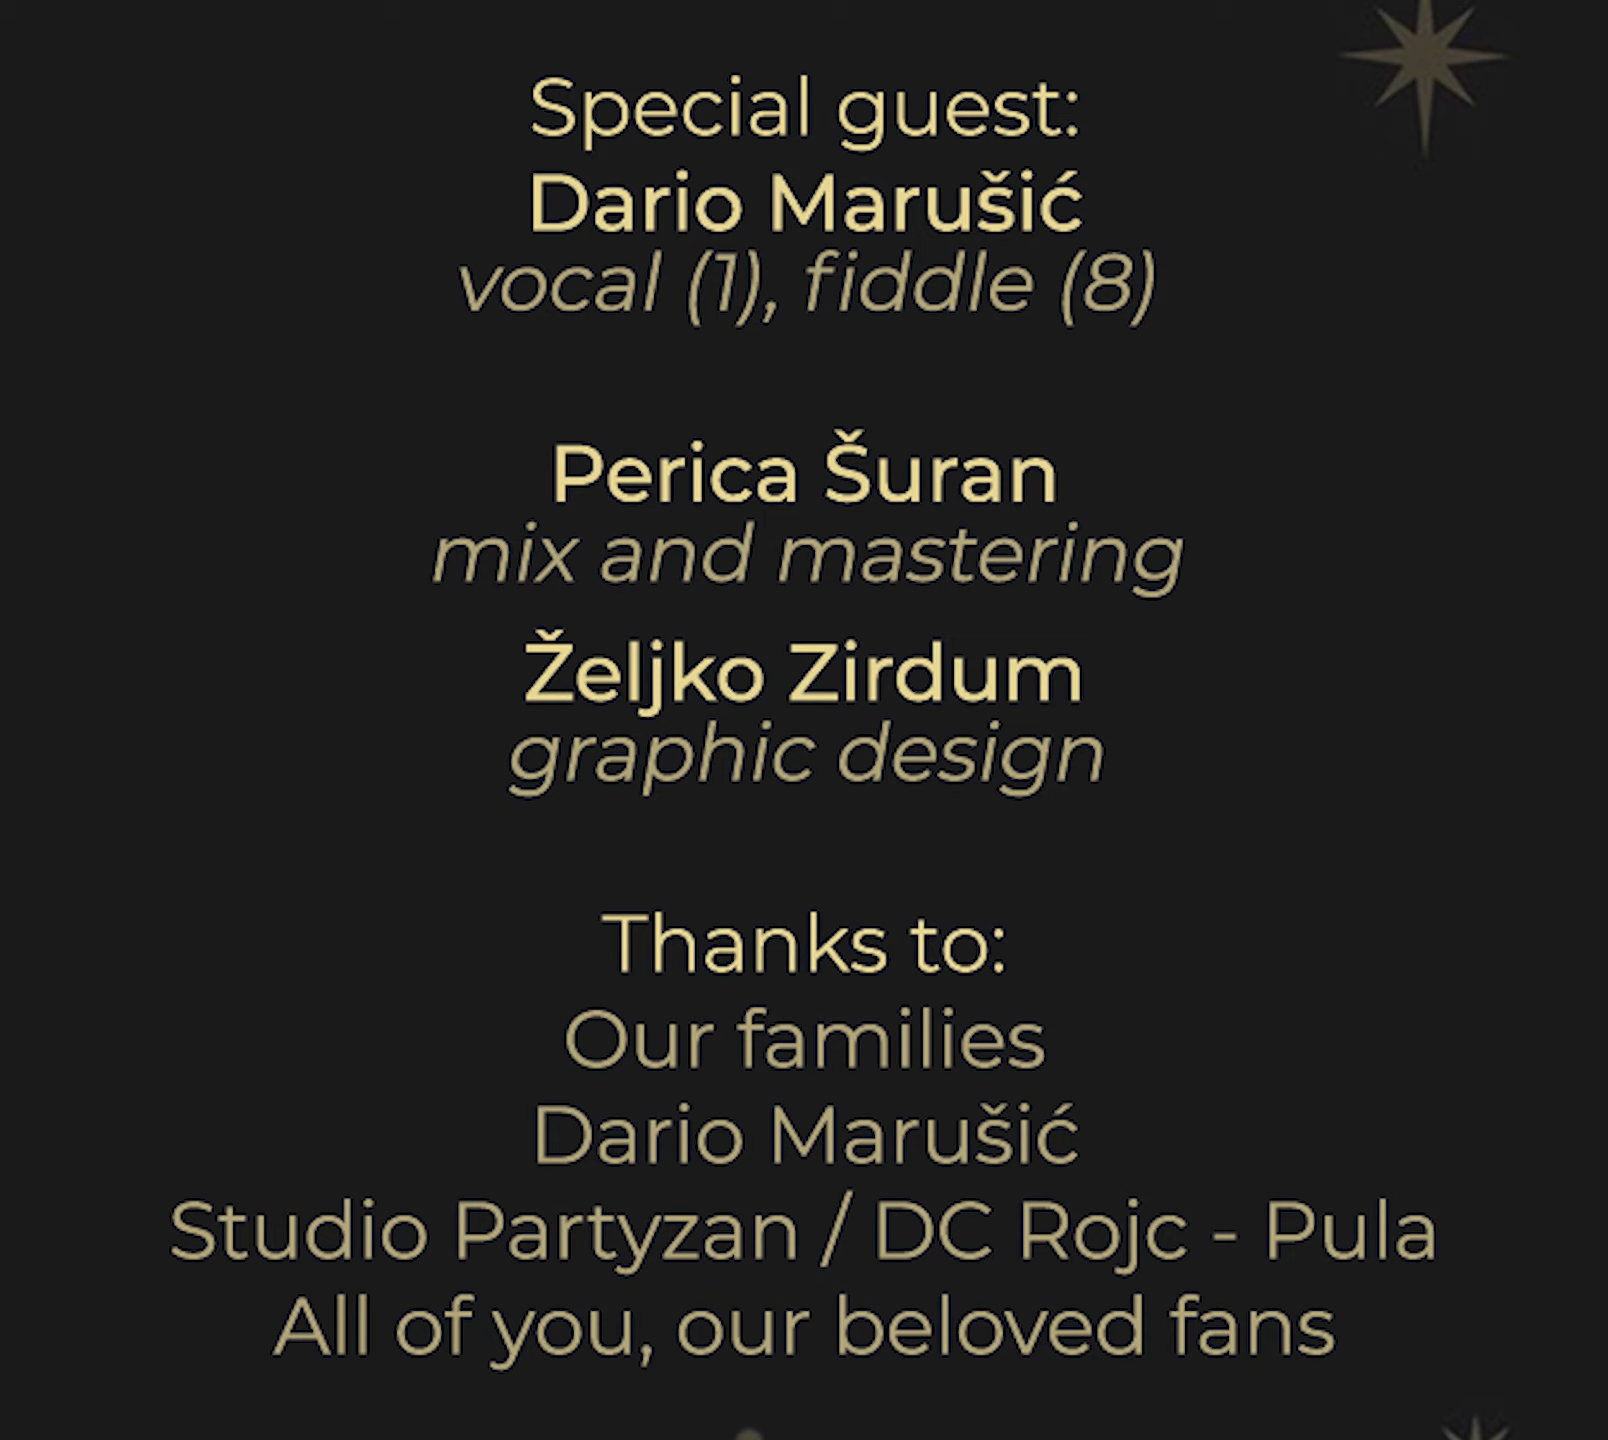 Special guest:
Dario Marušić
vocal (1), fiddle (8)
Perica Šuran
mix and mastering
Željko Zirdum
graphic design
Thanks to:
Our families
Dario Marušić
Studio Partyzan / DC Rojc - Pula
All of you, our beloved fans